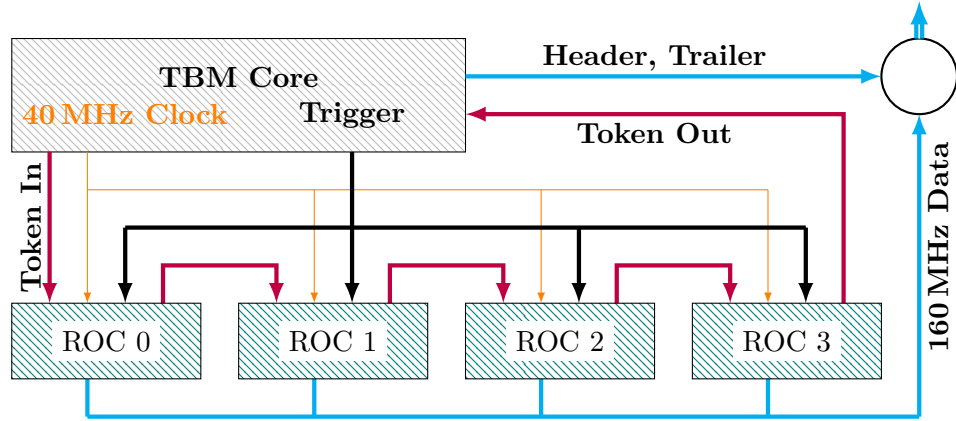 Header, Trailer
TBM Core
40 MHz Clock
Trigger
Token Out
Token In
160 MHz Data
ROC 0
ROC 1
ROC 2
ROC 3